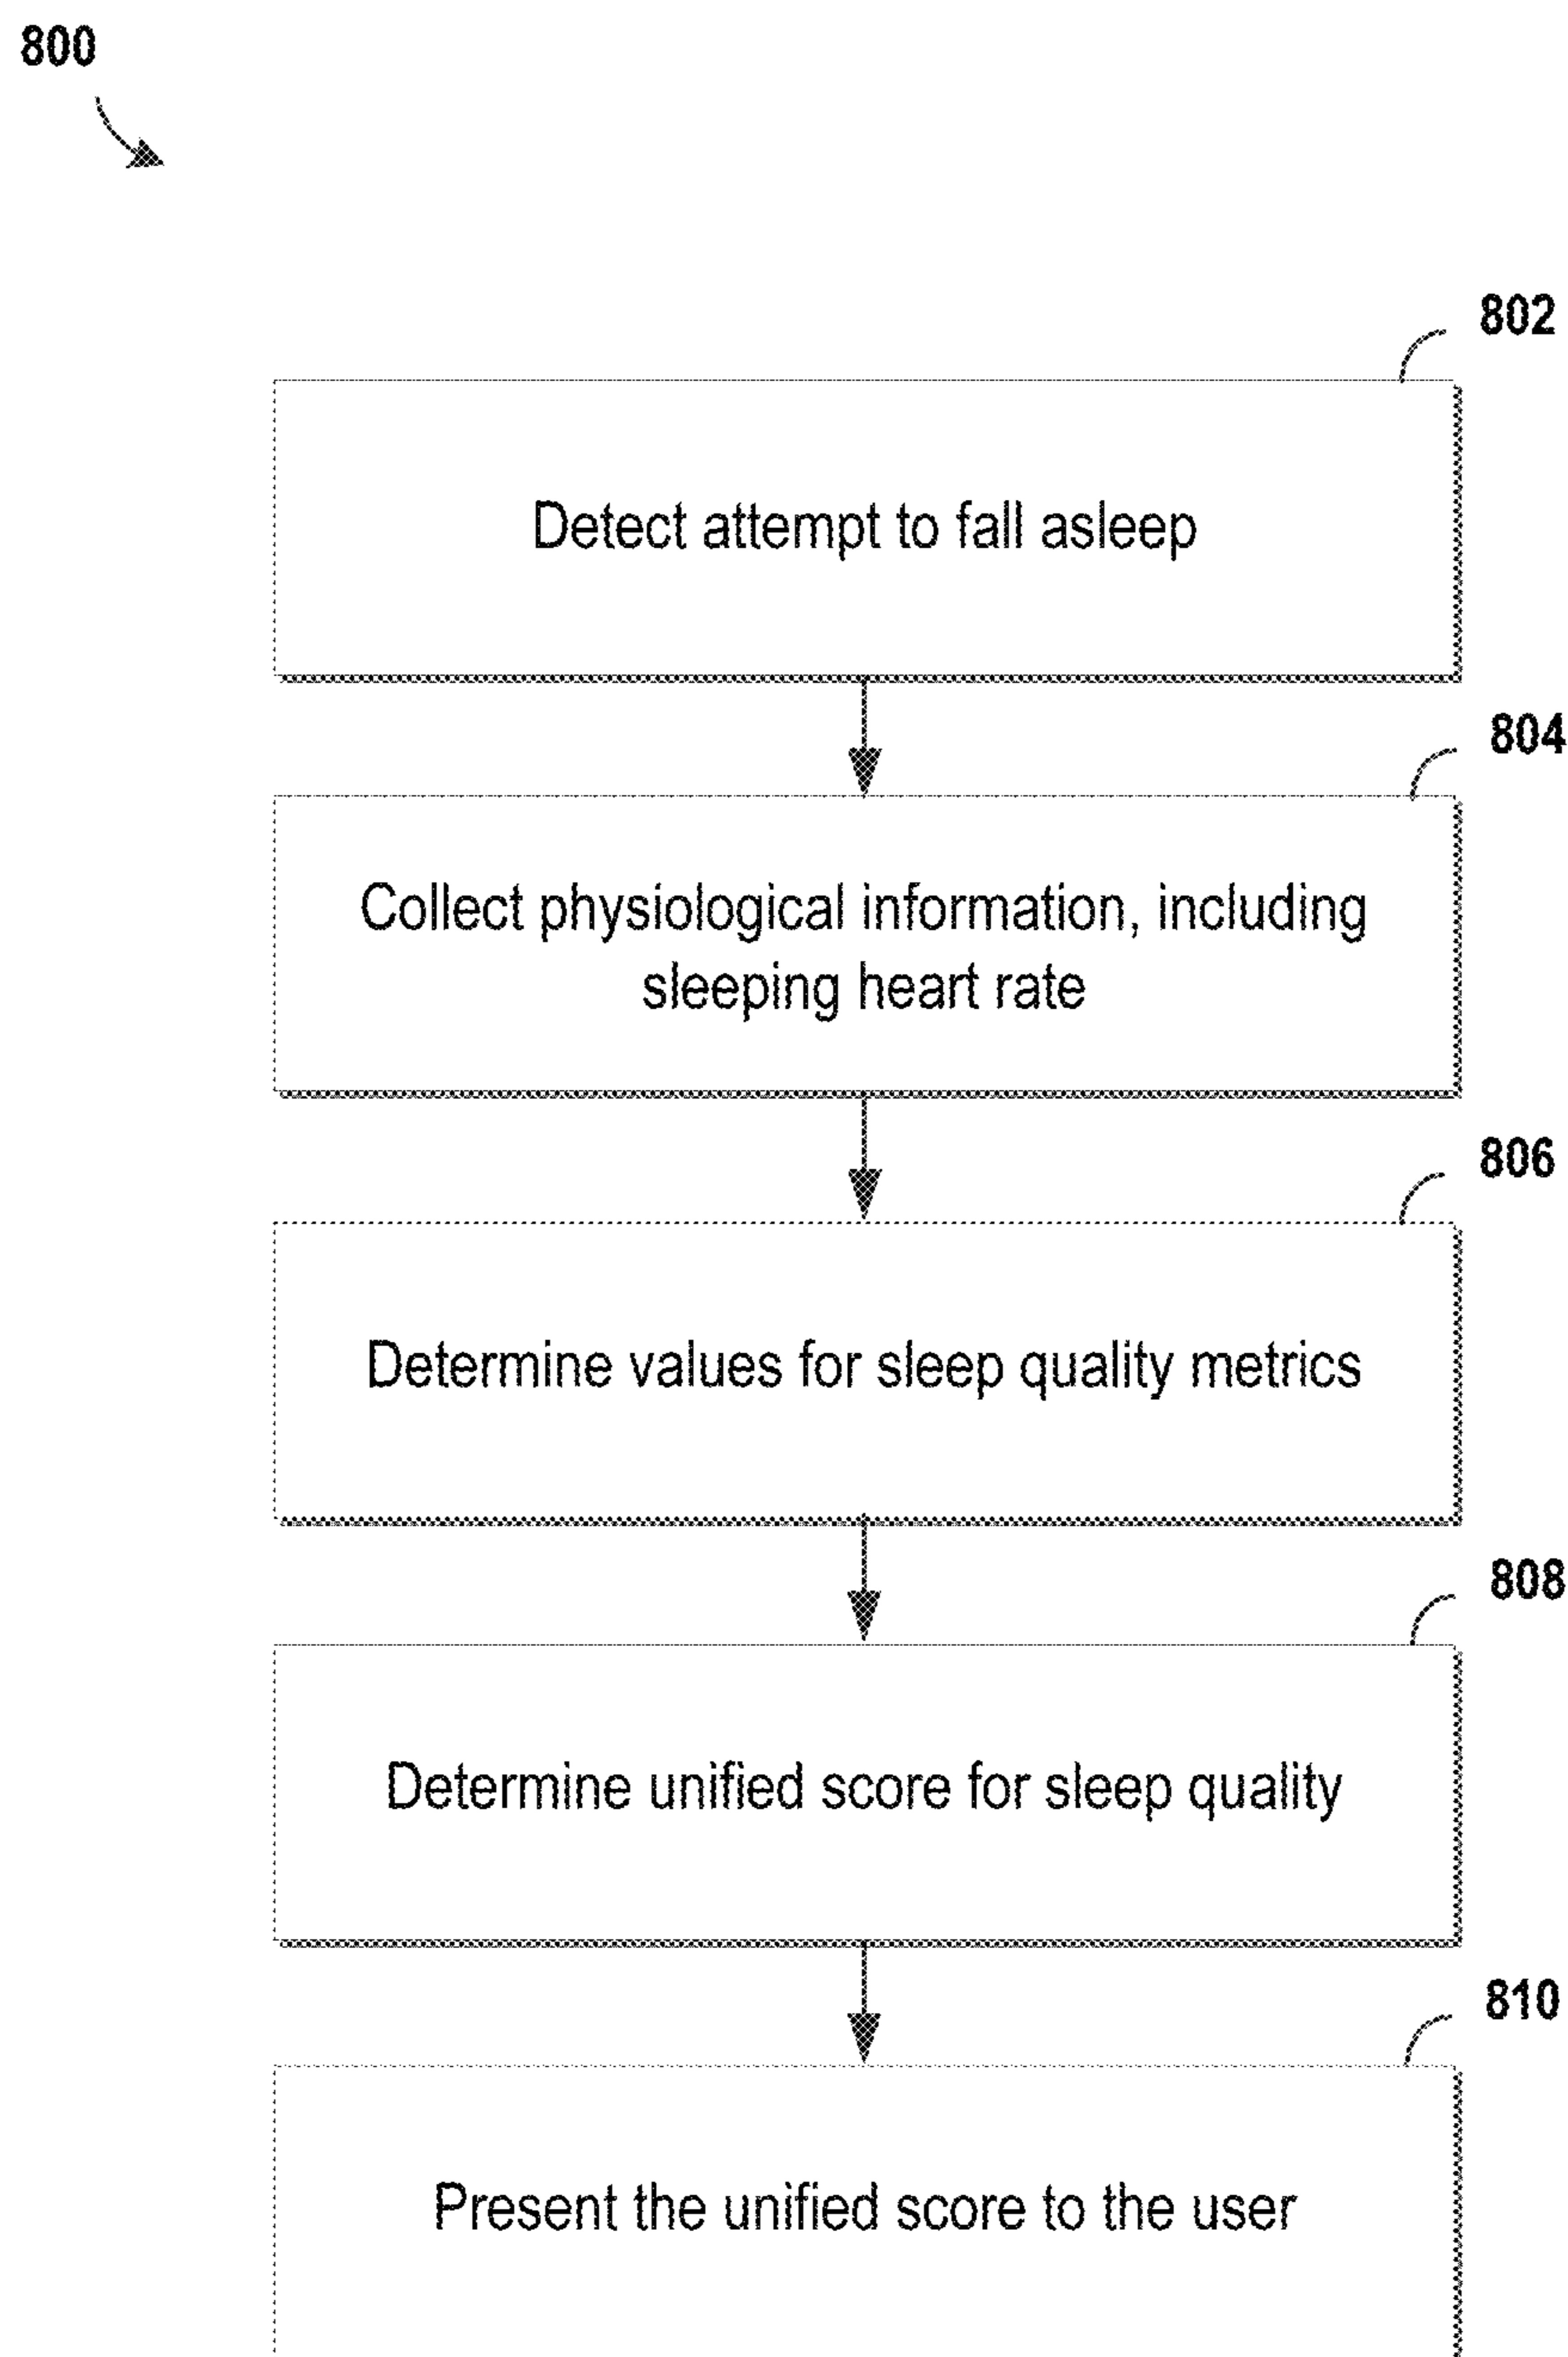 800
802
Detect attempt to fall asleep
804
Collect physiological information, including
sleeping heart rate
806
Determine values for sleep quality metrics
808
Determine unified score for sleep quality
810
Present the unified score to the user